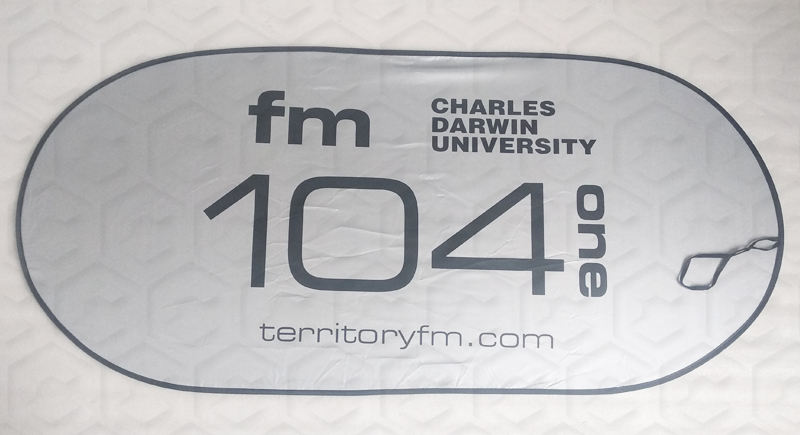 fm
CHARLES
DARWIN
UNIVERSITY
104
one
territoryfm.com